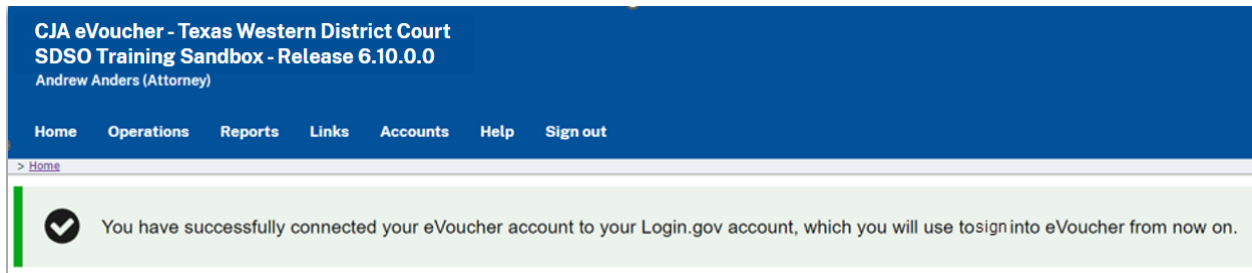 CJA eVoucher - Texas Western District Court
SDSO Training Sandbox - Release 6.10.0.0
Andrew Anders (Attorney)
Home Operations Reports Links Accounts Help Sign out
> Home
You have successfully connected your eVoucher account to your Login.gov account, which you will use tosign into eVoucher from now on.